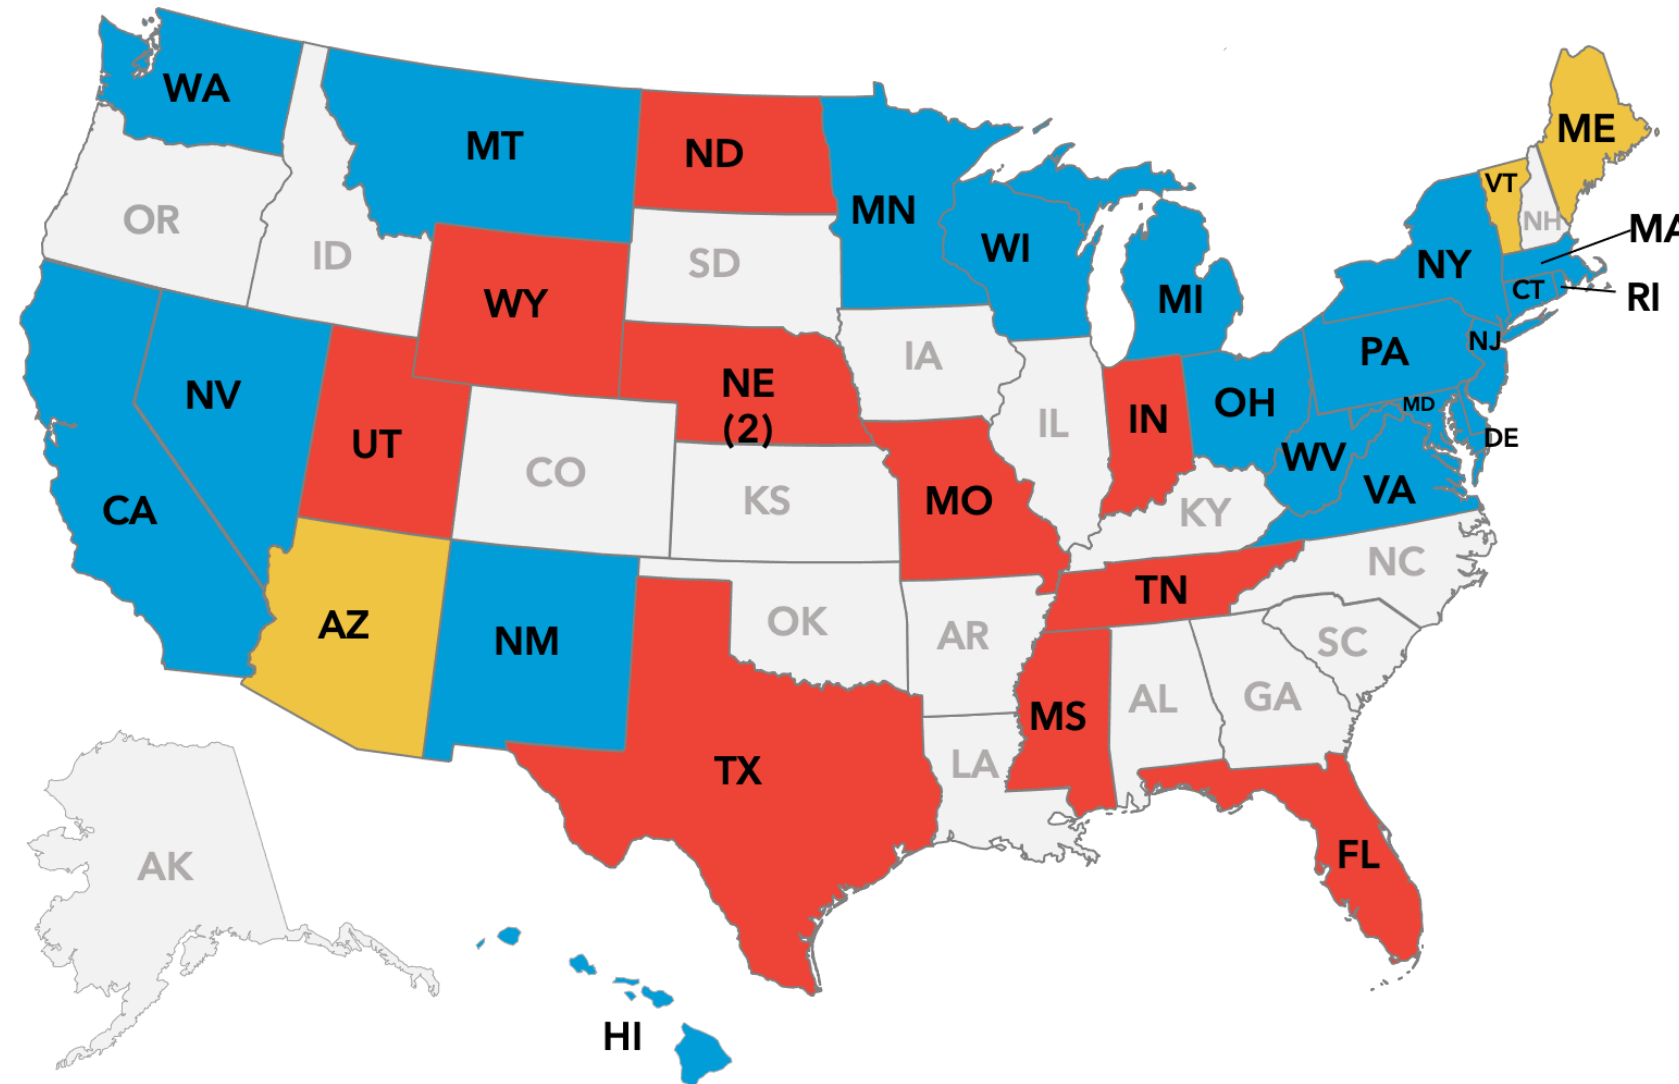 WA
MT
ND
ME
VT
MN
OR
NH
MA
WI
ID
SD
NY
CT
RI
WY
MI
NJ
IA
PA
NE
(2)
NV
MD
OH
IN
IL
DE
UT
WV
CO
VA
KS
MO
CA
KY
NC
TN
AZ
OK
AR
NM
SC
AL
GA
MS
LA
TX
FL
AK
HI